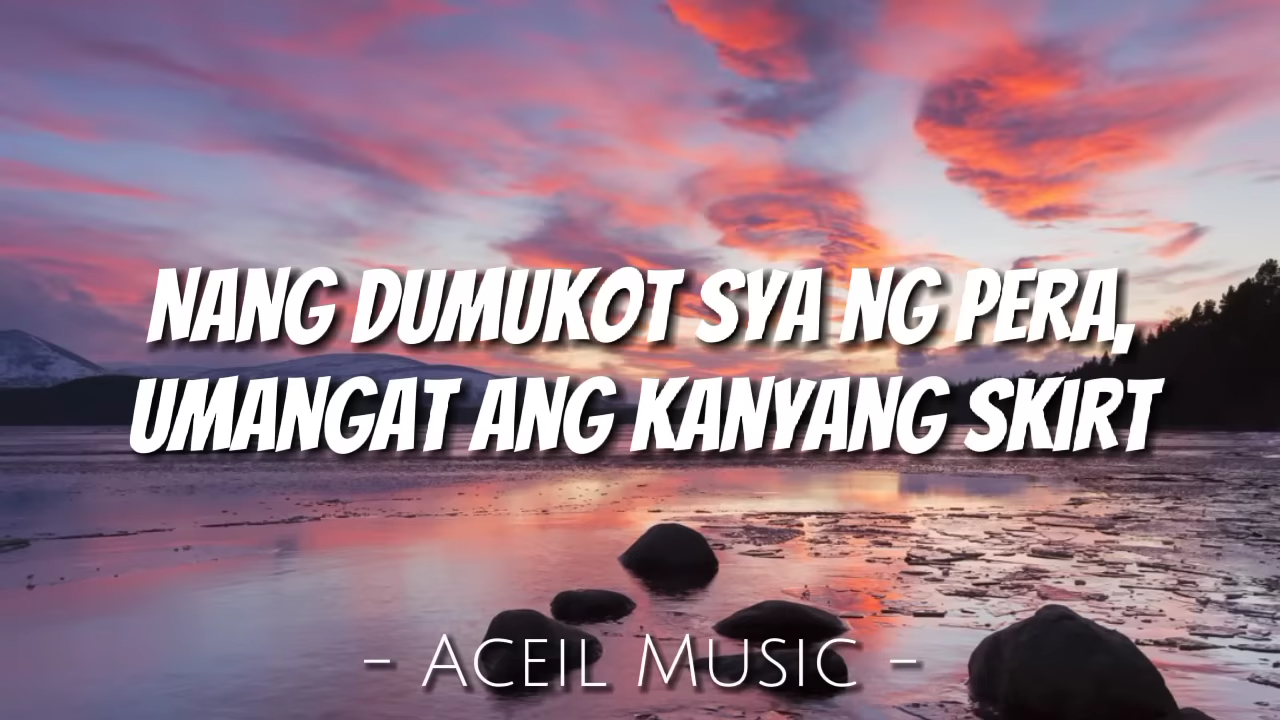 NANG DUMUKOT SYA NG PERA,
UMANGAT ANG KANYANG SKIRT
- ACEIL MUSIC -